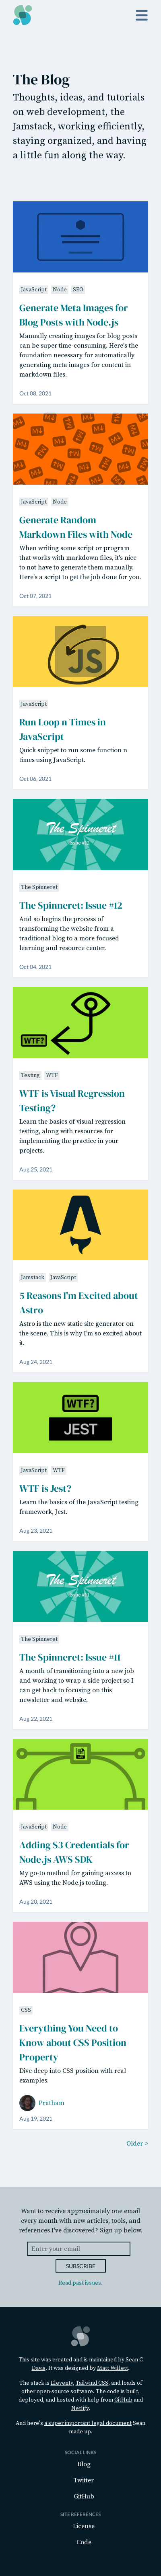 The Blog
Thoughts, ideas, and tutorials
on web development, the
Jamstack, working efficiently,
staying organized, and having
a little fun along the way.
JavaScript Node SEO
Generate Meta Images for
Blog Posts with Node.js
Manually creating images for blog posts
can be super time-consuming. Here's the
foundation necessary for automatically
generating meta images for content in
markdown files.
Oct 08, 2021
JavaScript Node
Generate Random
Markdown Files with Node
When writing some script or program
that works with markdown files, it's nice
to not have to generate them manually.
Here's a script to get the job done for you.
Oct 07, 2021
JS
JavaScript
Run Loop n Times in
JavaScript
Quick snippet to run some function n
times using JavaScript.
Oct 06, 2021
The Spinneret
Issue #12
The Spinneret
The Spinneret: Issue #12
And so begins the process of
transforming the website from a
traditional blog to a more focused
learning and resource center.
Oct 04, 2021
WTF?
Testing WTF
WTF is Visual Regression
Testing?
Learn the basics of visual regression
testing, along with resources for
implementing the practice in your
projects.
Aug 25, 2021
Jamstack JavaScript
5 Reasons I'm Excited about
Astro
Astro is the new static site generator on
the scene. This is why I'm so excited about
it.
Aug 24, 2021
WTF?
JEST
JavaScript WTF
WTF is Jest?
Learn the basics of the JavaScript testing
framework, Jest.
Aug 23, 2021
The Spinneret
The Spinneret
The Spinneret: Issue #11
A month of transitioning into a new job
and working to wrap a side project so I
can get back to focusing on this
newsletter and website.
Aug 22, 2021
JavaScript Node
Adding S3 Credentials for
Node.js AWS SDK
My go-to method for gaining access to
AWS using the Node.js tooling.
Aug 20, 2021
CSS
Everything You Need to
Know about CSS Position
Property
Dive deep into CSS position with real
examples.
Pratham
Aug 19, 2021
Older >
Want to receive approximately one email
every month with new articles, tools, and
references I've discovered? Sign up below.
Enter your email
SUBSCRIBE
Read past issues.
This site was created and is maintained by Sean C
Davis. It was designed by Matt Willett.
The stack is Eleventy, Tailwind CSS, and loads of
other open-source software. The code is built,
deployed, and hosted with help from GitHub and
Netlify.
And here's a super important legal document Sean
made up.
SOCIAL LINKS
Blog
Twitter
GitHub
SITE REFERENCES
License
Code